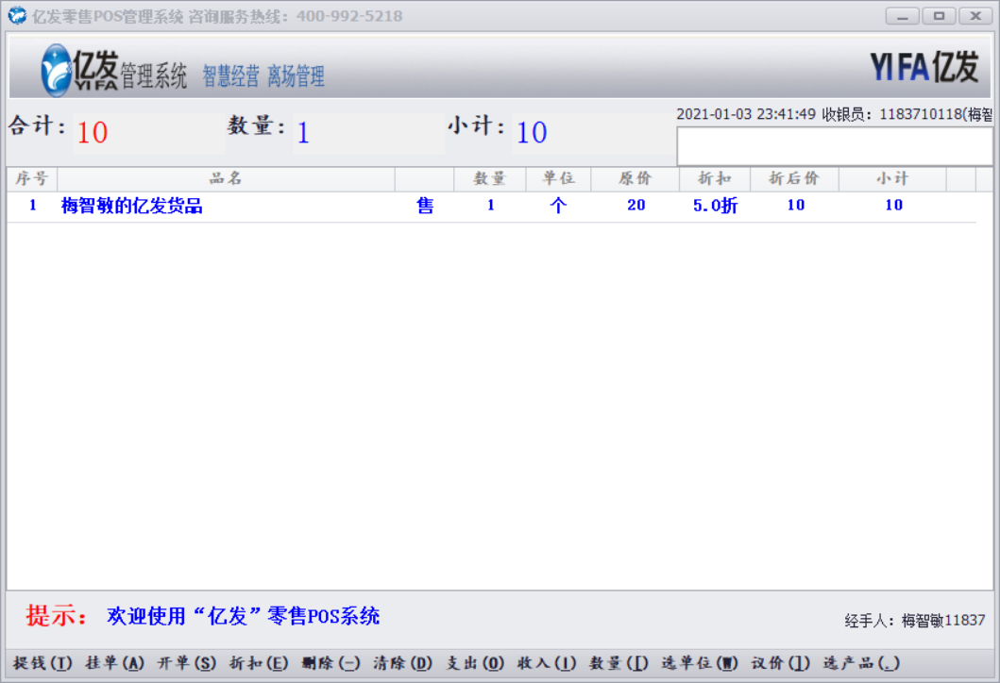 亿发零售POS管理系统 咨询服务热线：400-992-5218
亿发 YIFA 管理系统 智慧经营 离场管理 YIFA亿发
合计：10 数量：1 小计：10
2021-01-03 23:41:49 收银员：1183710118(梅智
序号 品名 数量 单位 原价 折扣 折后价 小计
1 梅智敏的亿发货品 售 1 个 20 5.0折 10 10
提示： 欢迎使用“亿发”零售POS系统
经手人：梅智敏11837
提钱(T) 挂单(A) 开单(S) 折扣(E) 删除(-) 清除(D) 支出(O) 收入(I) 数量([) 选单位(W) 议价(]) 选产品(.)